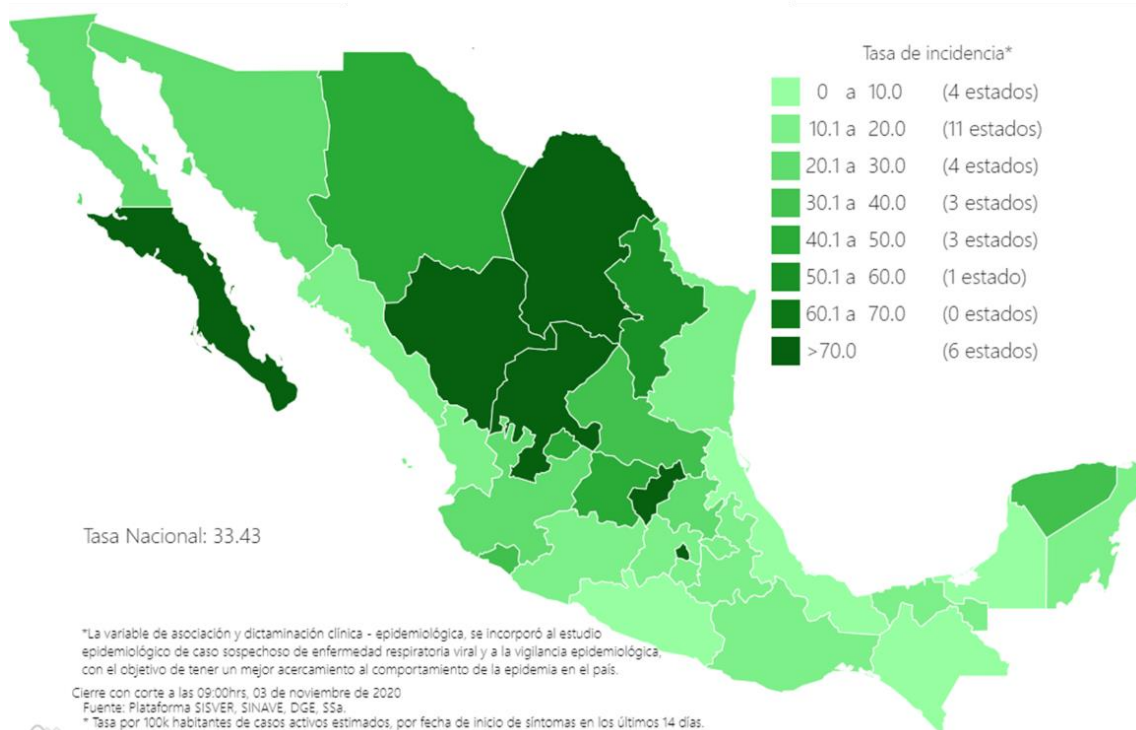 Tasa de incidencia*
0 a 10.0 (4 estados)
10.1 a 20.0 (11 estados)
20.1 a 30.0 (4 estados)
30.1 a 40.0 (3 estados)
40.1 a 50.0 (3 estados)
50.1 a 60.0 (1 estado)
60.1 a 70.0 (0 estados)
>70.0 (6 estados)
Tasa Nacional: 33.43
*La variable de asociación y dictaminación clínica - epidemiológica, se incorporó al estudio
epidemiológico de caso sospechoso de enfermedad respiratoria viral y a la vigilancia epidemiológica,
con el objetivo de tener un mejor acercamiento al comportamiento de la epidemia en el país.
Cierre con corte a las 09:00hrs, 03 de noviembre de 2020
Fuente: Plataforma SISVER, SINAVE, DGE, SSa.
* Tasa por 100k habitantes de casos activos estimados, por fecha de inicio de síntomas en los últimos 14 días.